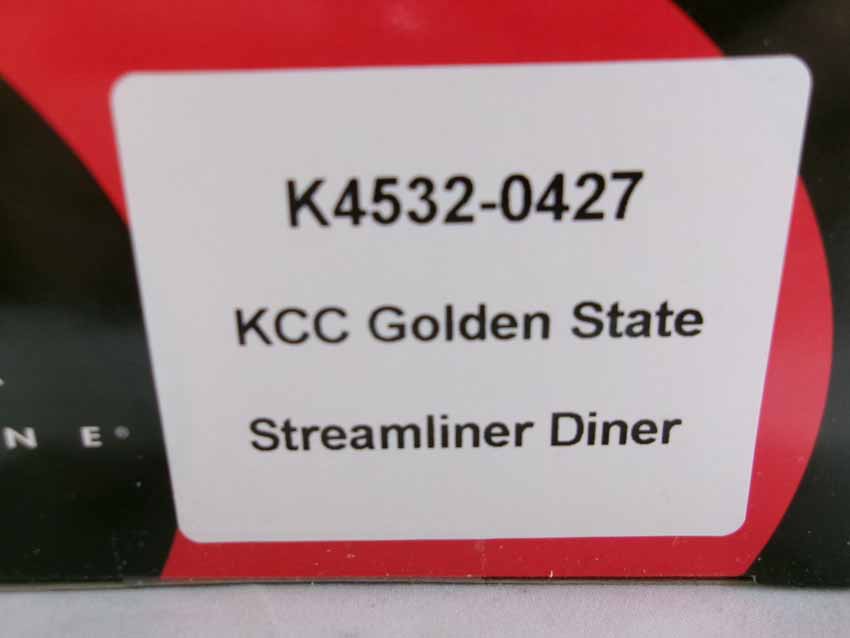 K4532-0427
KCC Golden State
Streamliner Diner
N E®